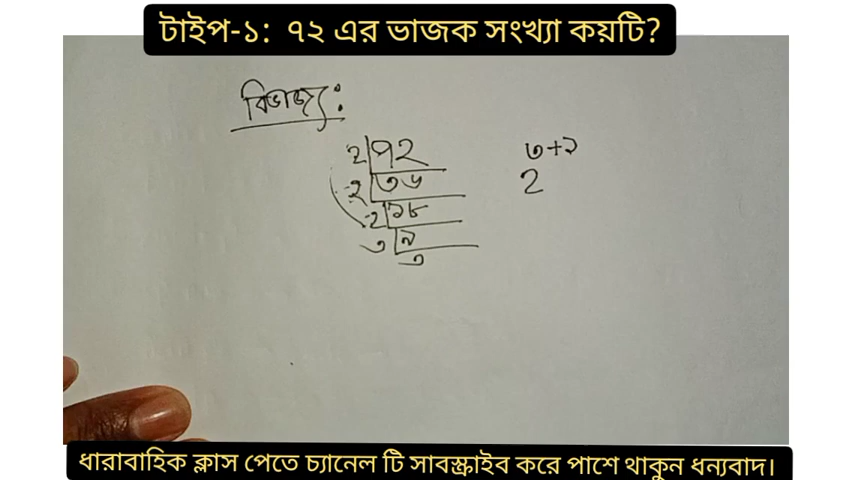 টাইপ-১: ৭২ এর ভাজক সংখ্যা কয়টি?
বিভাজ্য:
২ ৭২
২ ৩৬
২ ১৮
৩ ৯
৩
৩+১
২
ধারাবাহিক ক্লাস পেতে চ্যানেল টি সাবস্ক্রাইব করে পাশে থাকুন ধন্যবাদ।